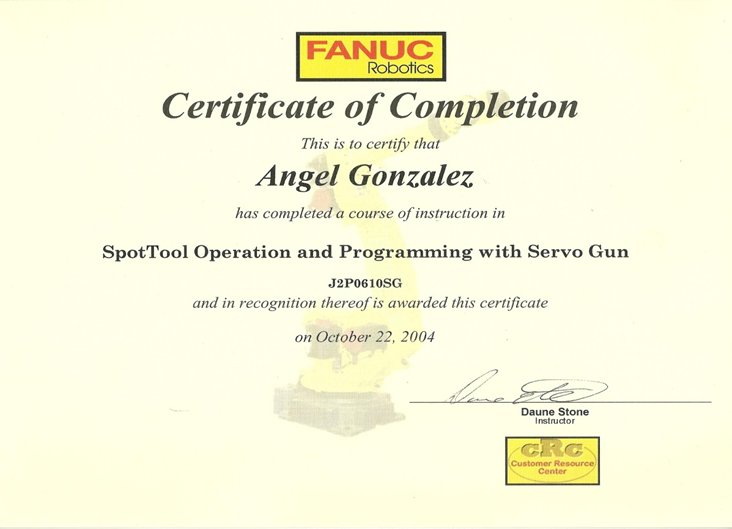 FANUC
Robotics
Certificate of Completion
This is to certify that
Angel Gonzalez
has completed a course of instruction in
SpotTool Operation and Programming with Servo Gun
J2P0610SG
and in recognition thereof is awarded this certificate
on October 22, 2004
Daune Stone
Instructor
cRc
Customer Resource
Center